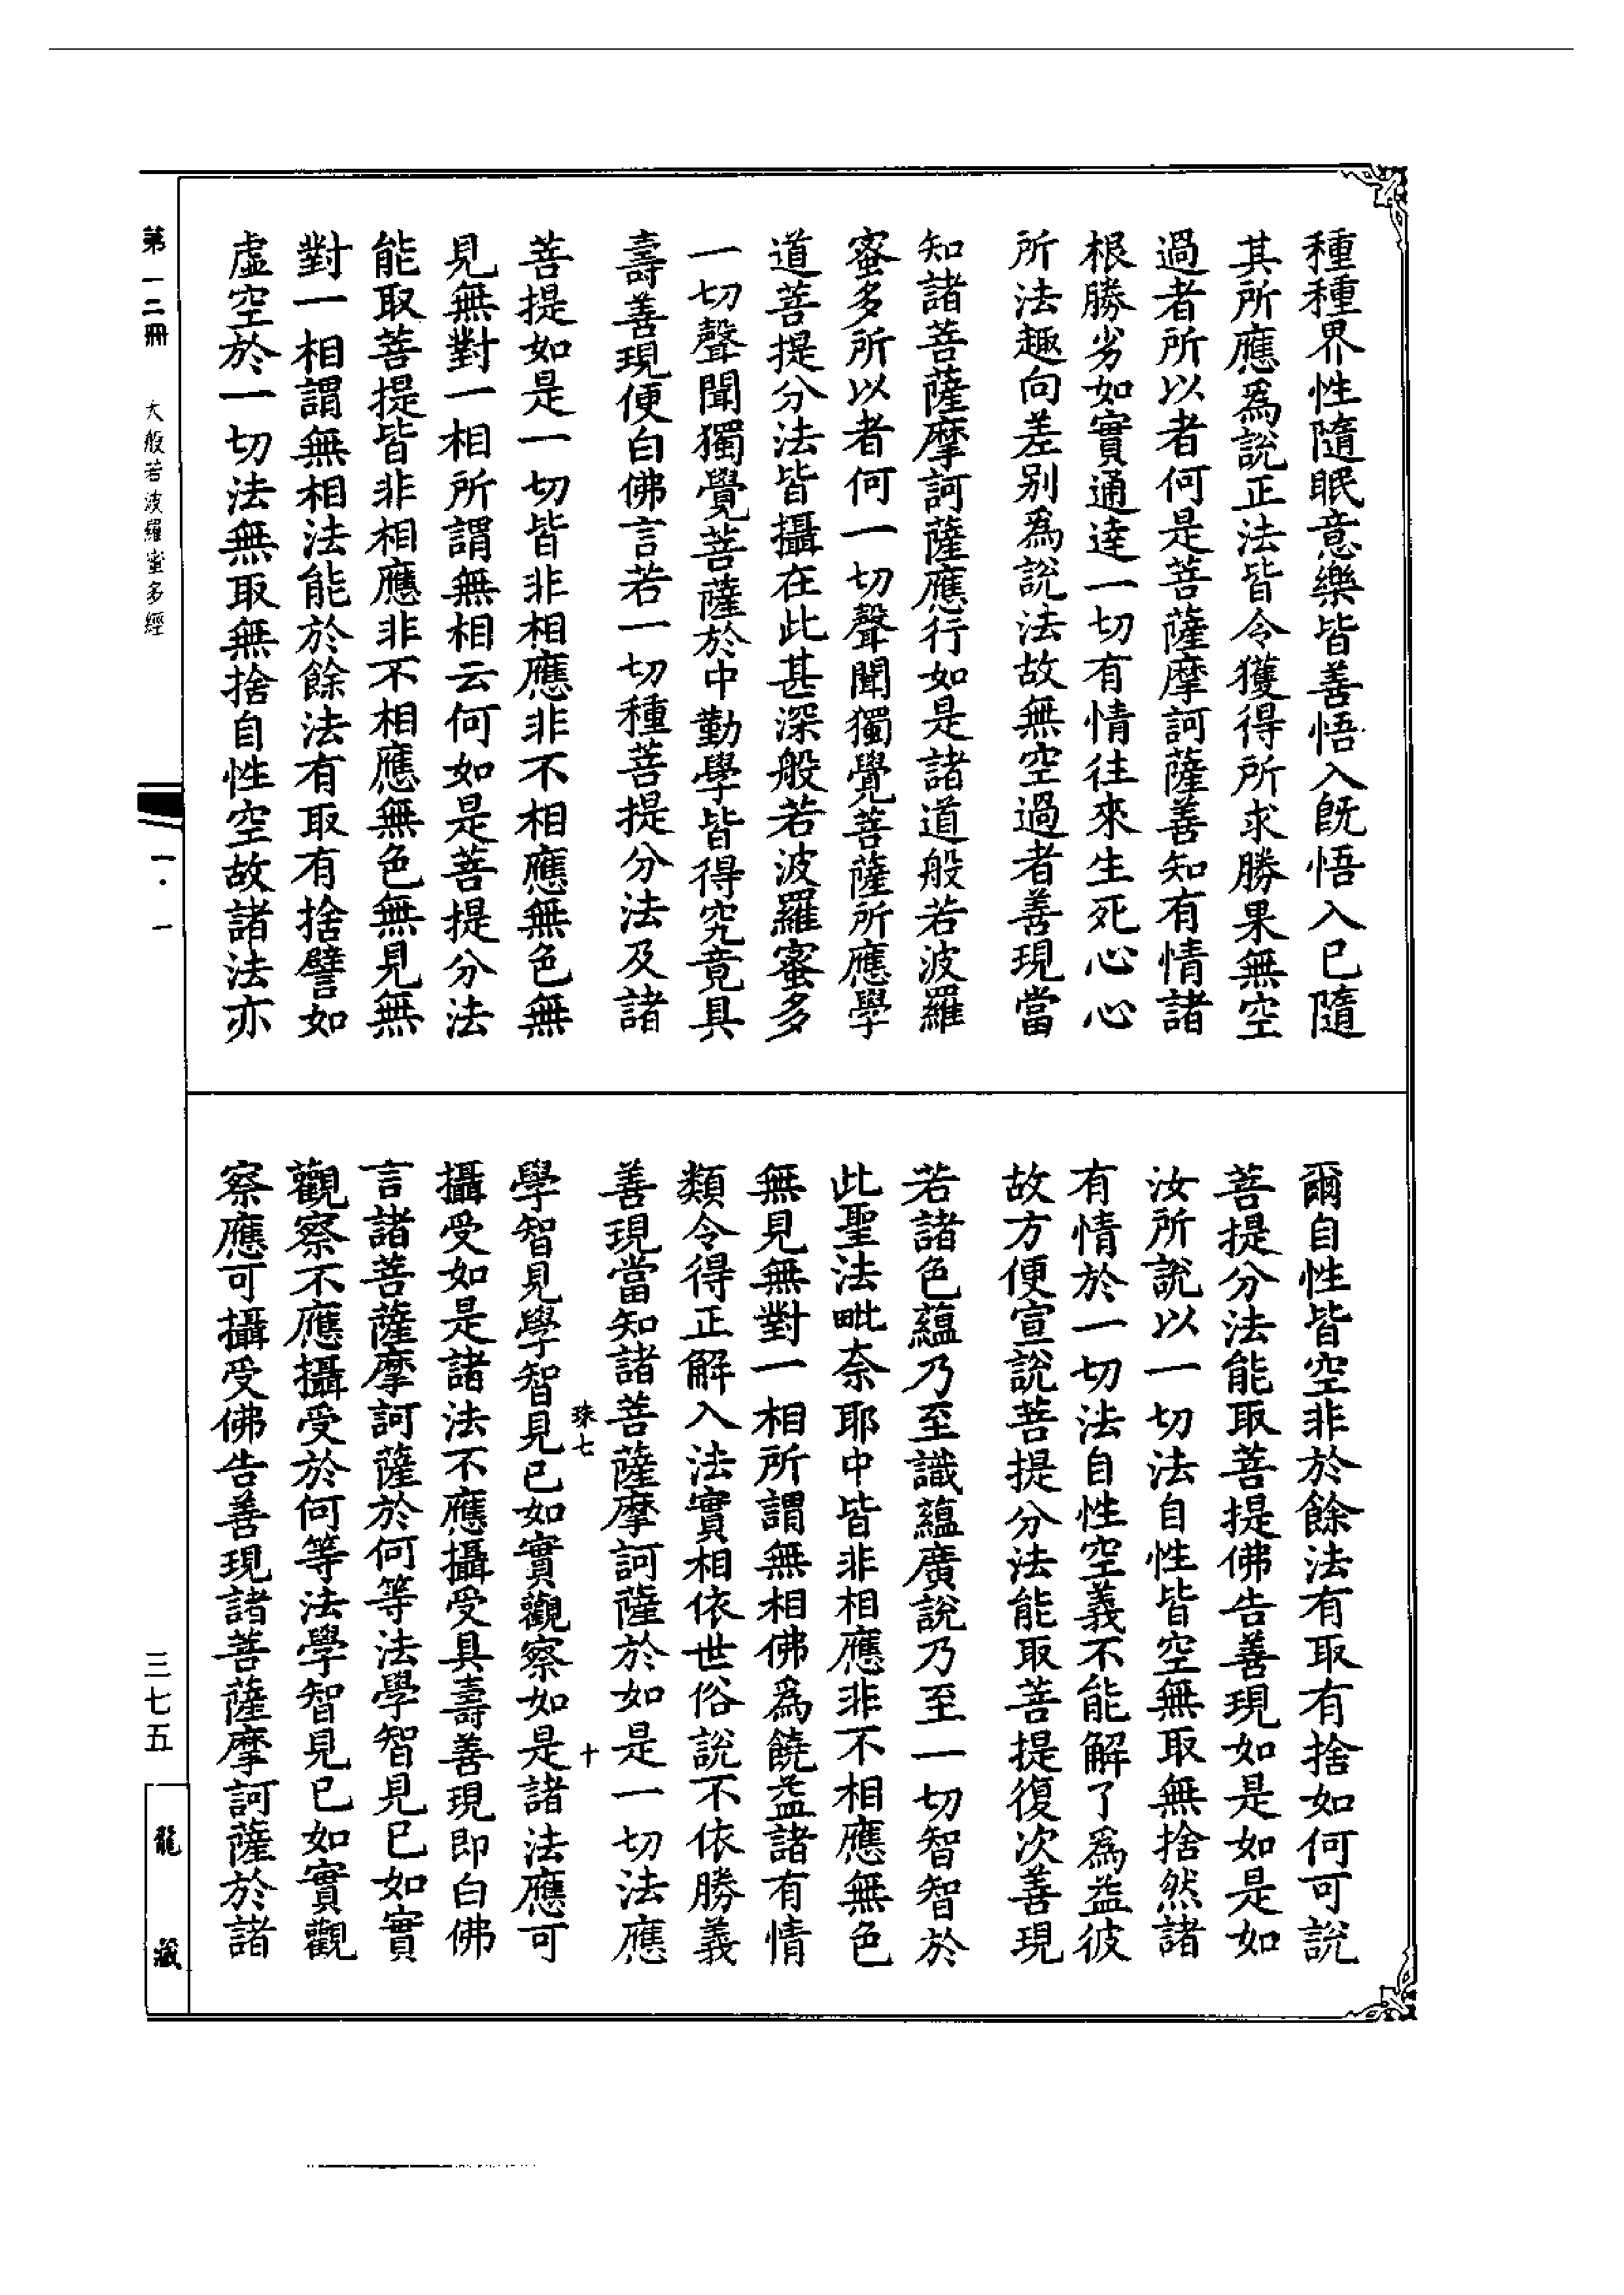 種種界性隨眠意樂皆善悟入既悟入已隨
其所應爲說正法皆令獲得所求勝果無空
過者所以者何是菩薩摩訶薩善知有情諸
根勝劣如實通達一切有情往來生死心心
所法趣向差别爲說法故無空過者善現當
知諸菩薩摩訶薩應行如是諸道般若波羅
蜜多所以者何一切聲聞獨覺菩薩所應學
道菩提分法皆攝在此甚深般若波羅蜜多
一切聲聞獨覺菩薩於中勤學皆得究竟具
壽善現便白佛言若一切種菩提分法及諸
菩提如是一切皆非相應非不相應無色無
見無對一相所謂無相云何如是菩提分法
能取菩提皆非相應非不相應無色無見無
對一相謂無相法能於餘法有取有捨譬如
虛空於一切法無取無捨自性空故諸法亦
爾自性皆空非於餘法有取有捨如何可說
菩提分法能取菩提佛告善現如是如是如
汝所說以一切法自性皆空無取無捨然諸
有情於一切法自性空義不能解了爲益彼
故方便宣說菩提分法能取菩提復次善現
若諸色蘊乃至識蘊廣說乃至一切智智於
此聖法毗奈耶中皆非相應非不相應無色
無見無對一相所謂無相佛爲饒益諸有情
類令得正解入法實相依世俗說不依勝義
善現當知諸菩薩摩訶薩於如是一切法應
學智見學智見已如實觀察如是諸法應可
攝受如是諸法不應攝受具壽善現即白佛
言諸菩薩摩訶薩於何等法學智見已如實
觀察不應攝受於何等法學智見已如實觀
察應可攝受佛告善現諸菩薩摩訶薩於諸
珠七
十
第一二冊 大般若波羅蜜多經
一·一
三七五
龍藏